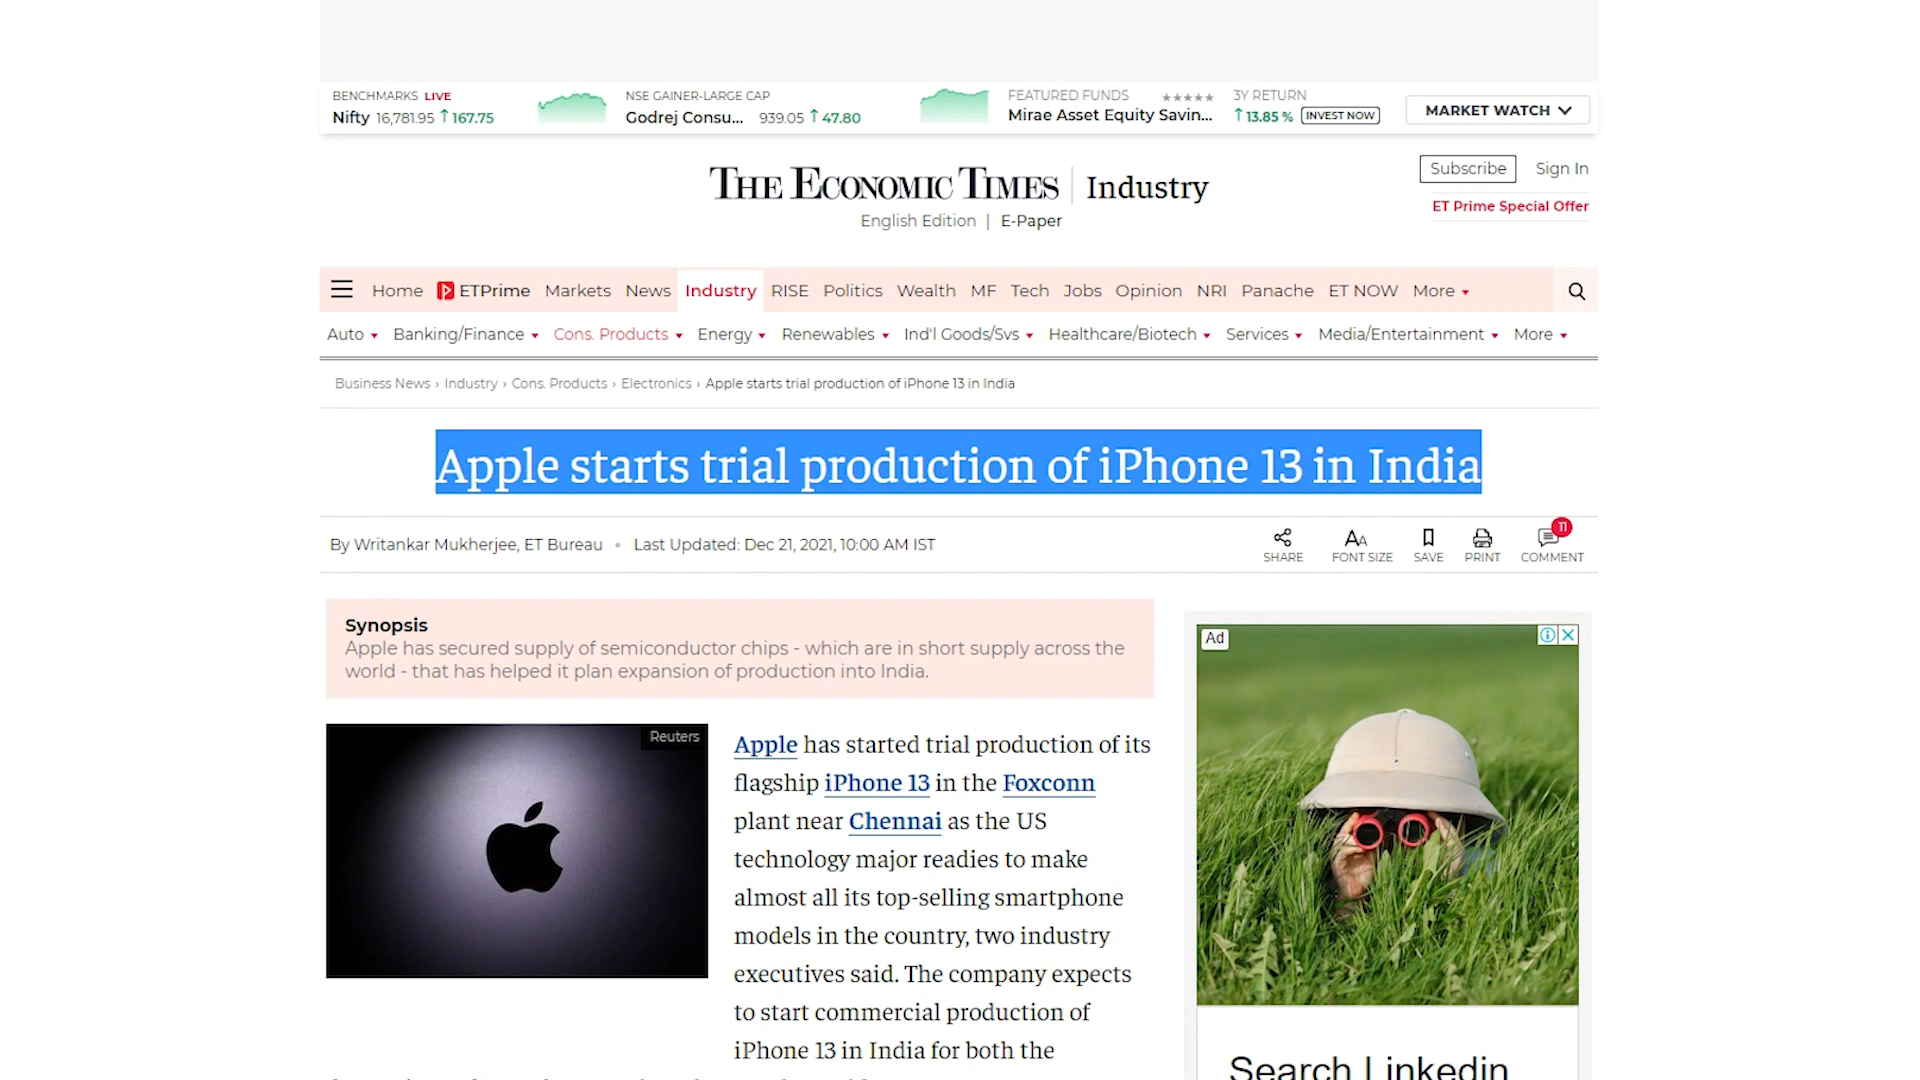 BENCHMARKS LIVE
Nifty 16,781.95 ↑167.75
NSE GAINER-LARGE CAP
Godrej Consu... 939.05 ↑47.80
FEATURED FUNDS ★★★★★
Mirae Asset Equity Savin...
3Y RETURN
↑13.85 % INVEST NOW
MARKET WATCH
THE ECONOMIC TIMES | Industry
English Edition | E-Paper
Subscribe Sign In
ET Prime Special Offer
Home ETPrime Markets News Industry RISE Politics Wealth MF Tech Jobs Opinion NRI Panache ET NOW More
Auto Banking/Finance Cons. Products Energy Renewables Ind'l Goods/Svs Healthcare/Biotech Services Media/Entertainment More
Business News › Industry › Cons. Products › Electronics › Apple starts trial production of iPhone 13 in India
Apple starts trial production of iPhone 13 in India
By Writankar Mukherjee, ET Bureau • Last Updated: Dec 21, 2021, 10:00 AM IST
SHARE
AA FONT SIZE
SAVE
PRINT
11 COMMENT
Synopsis
Apple has secured supply of semiconductor chips - which are in short supply across the
world - that has helped it plan expansion of production into India.
Reuters
Apple has started trial production of its
flagship iPhone 13 in the Foxconn
plant near Chennai as the US
technology major readies to make
almost all its top-selling smartphone
models in the country, two industry
executives said. The company expects
to start commercial production of
iPhone 13 in India for both the
Ad
Search Linkedin